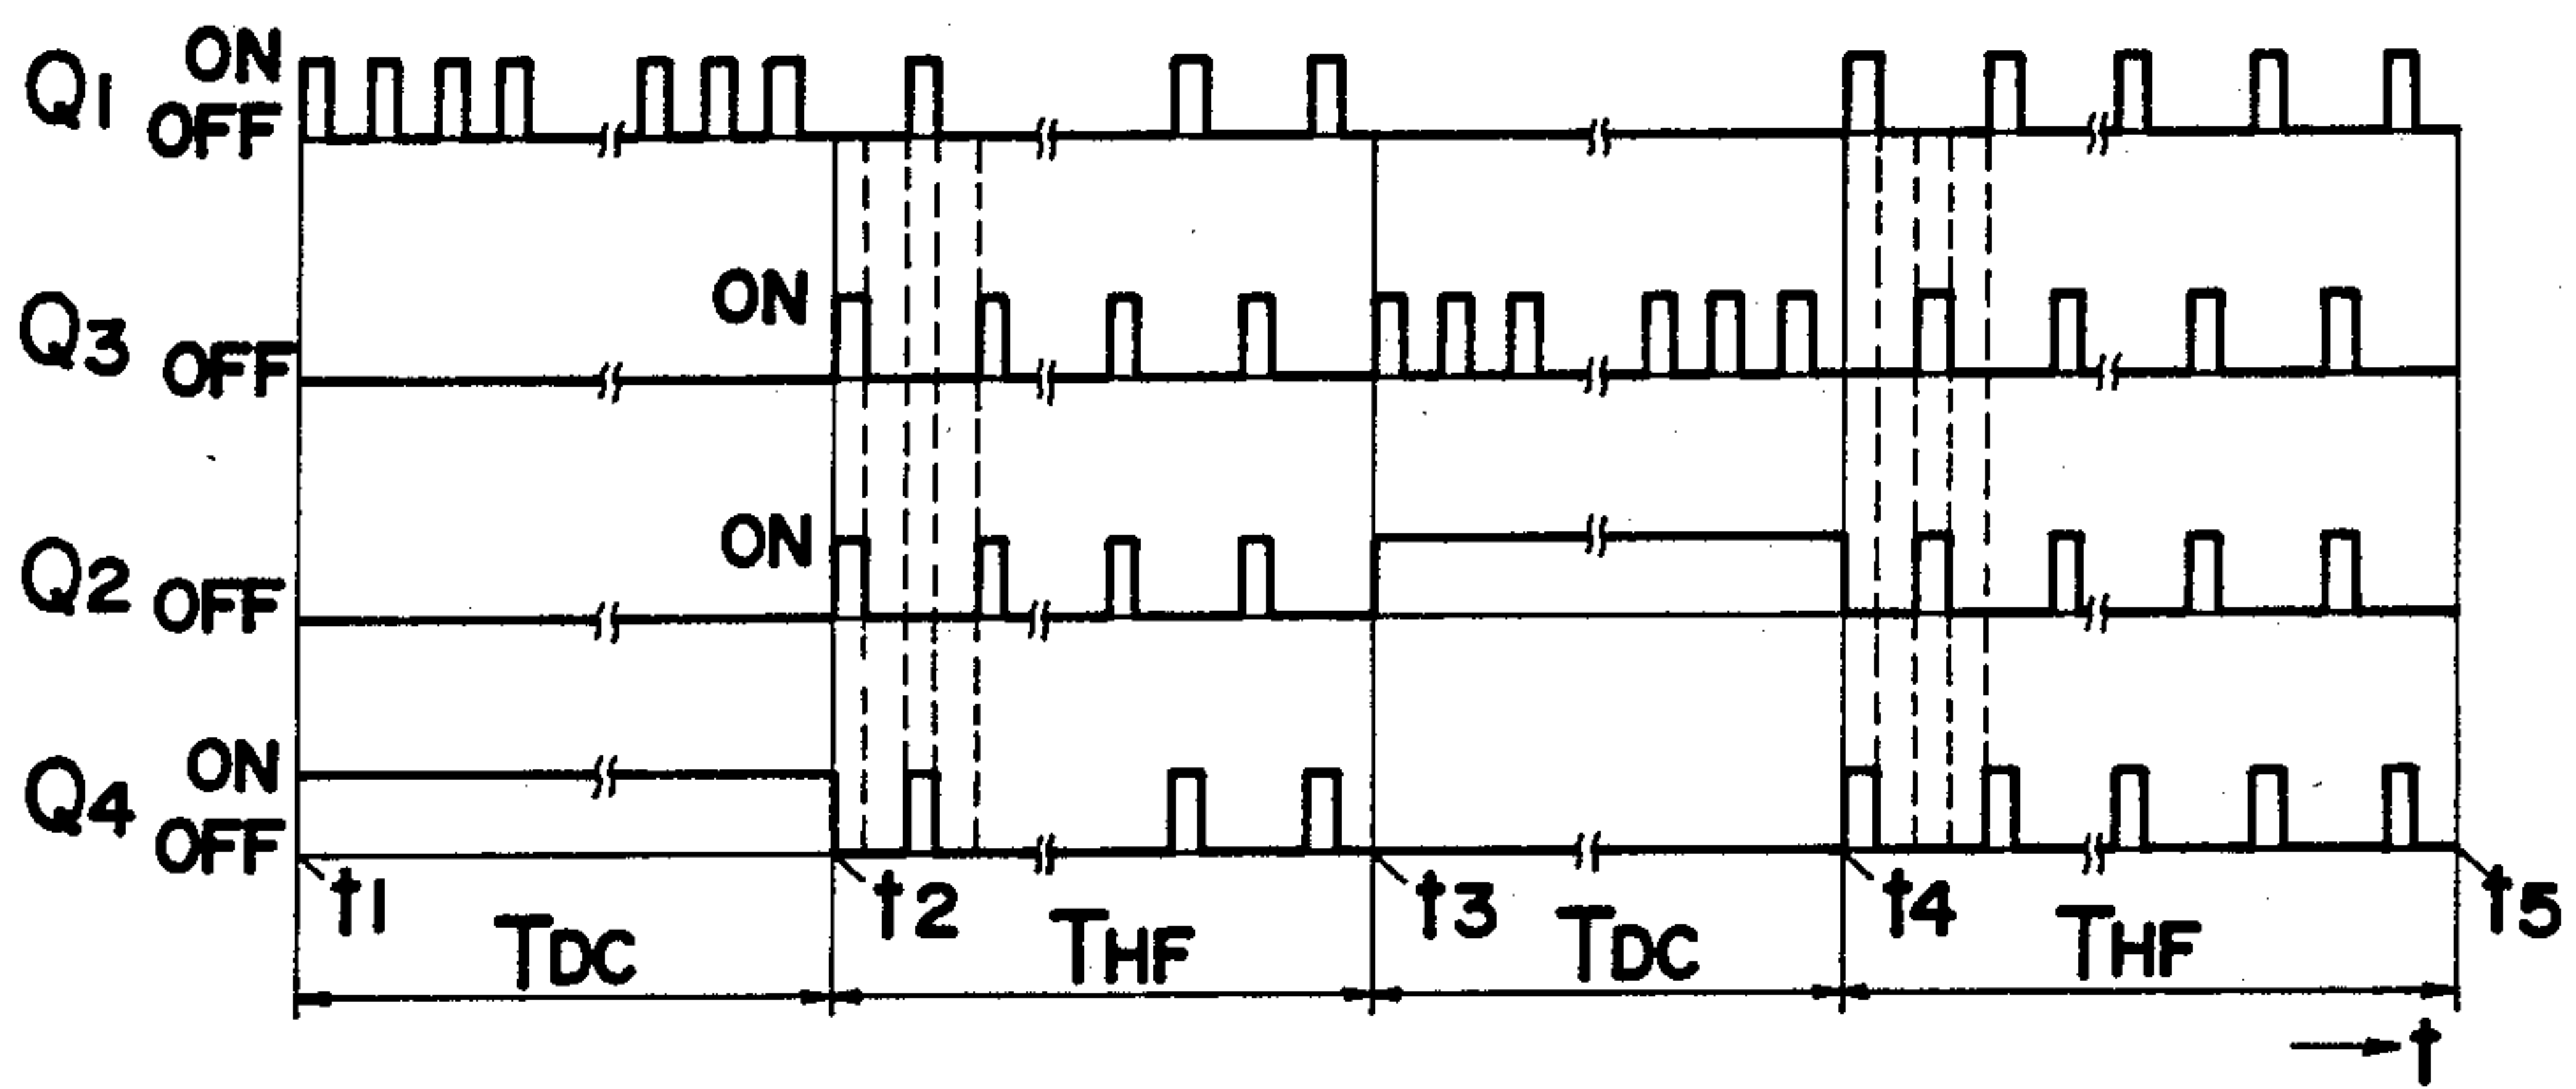 Q1 ON
OFF
Q3 ON
OFF
Q2 ON
OFF
Q4 ON
OFF
t1 t2 t3 t4 t5
TDC THF TDC THF
t